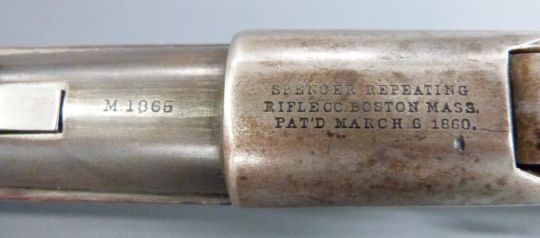 M.1865
SPENCER REPEATING
RIFLE CO. BOSTON MASS.
PAT'D MARCH. 6 1860.